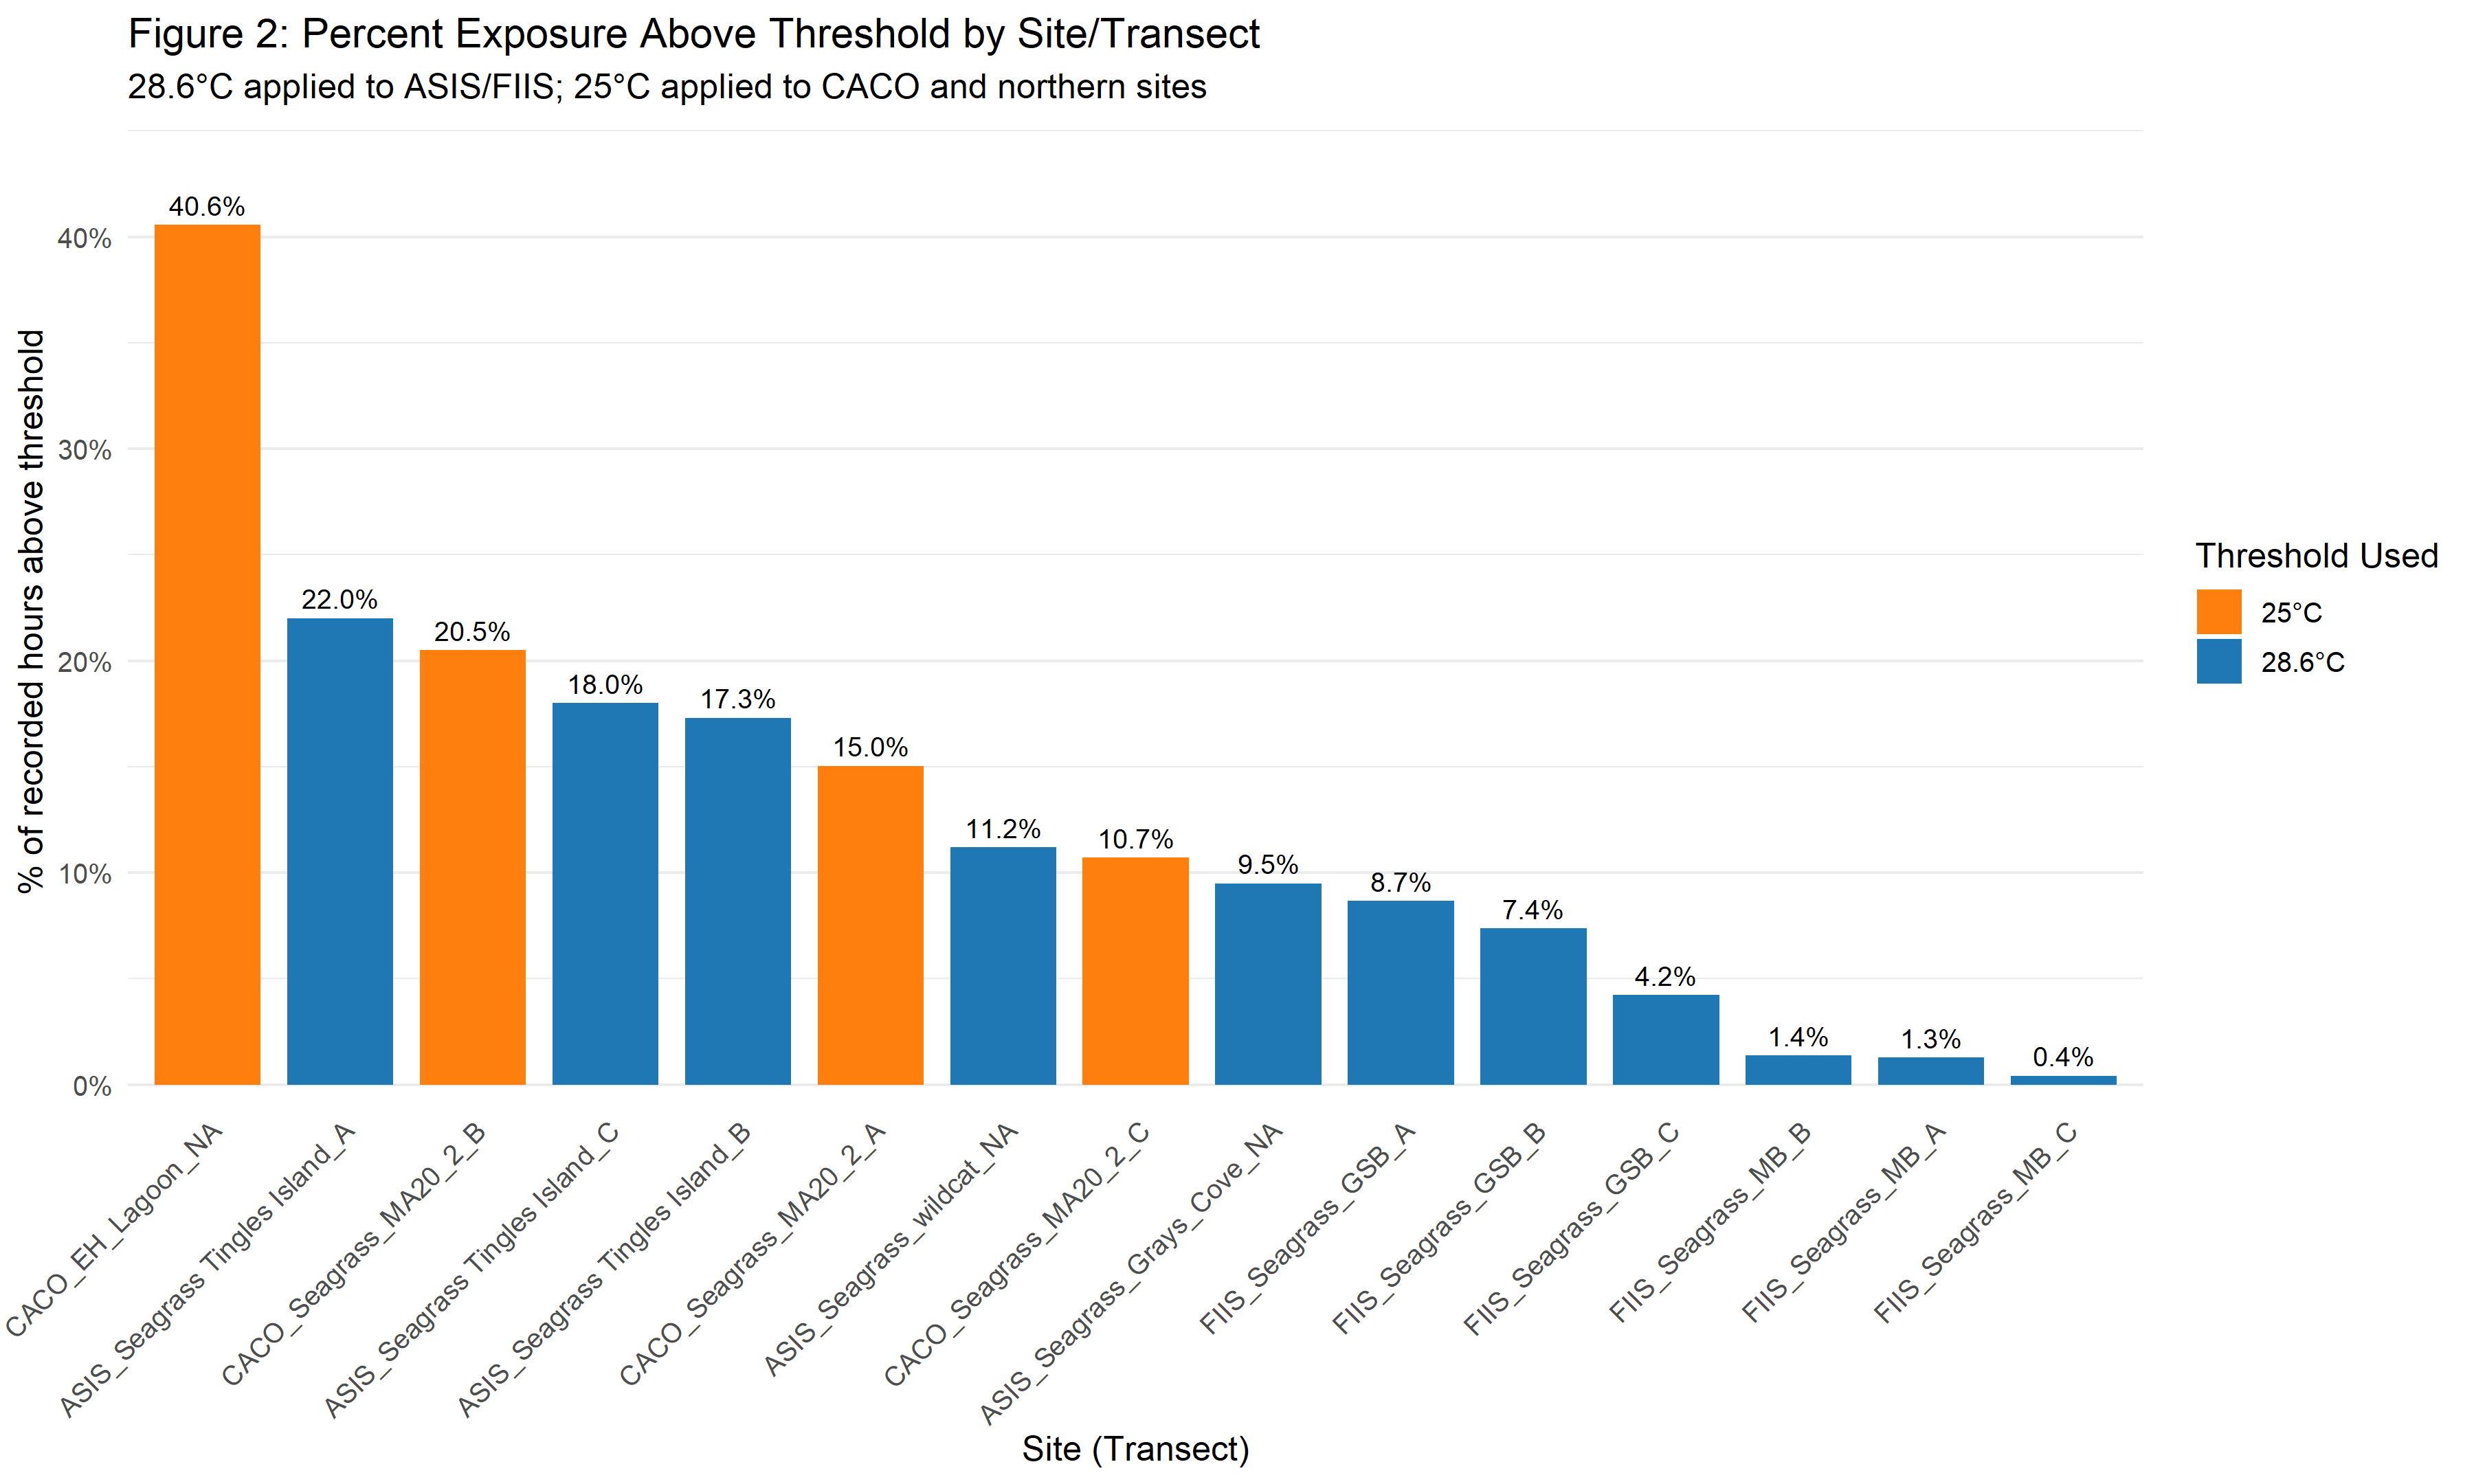 Figure 2: Percent Exposure Above Threshold by Site/Transect
28.6°C applied to ASIS/FIIS; 25°C applied to CACO and northern sites
% of recorded hours above threshold
40%
30%
20%
10%
0%
40.6%
22.0%
20.5%
18.0%
17.3%
15.0%
11.2%
10.7%
9.5%
8.7%
7.4%
4.2%
1.4%
1.3%
0.4%
CACO_EH_Lagoon_NA
ASIS_Seagrass Tingles Island_A
CACO_Seagrass_MA20_2_B
ASIS_Seagrass Tingles Island_C
ASIS_Seagrass Tingles Island_B
CACO_Seagrass_MA20_2_A
ASIS_Seagrass_wildcat_NA
CACO_Seagrass_MA20_2_C
ASIS_Seagrass_Grays_Cove_NA
FIIS_Seagrass_GSB_A
FIIS_Seagrass_GSB_B
FIIS_Seagrass_GSB_C
FIIS_Seagrass_MB_B
FIIS_Seagrass_MB_A
FIIS_Seagrass_MB_C
Site (Transect)
Threshold Used
25°C
28.6°C